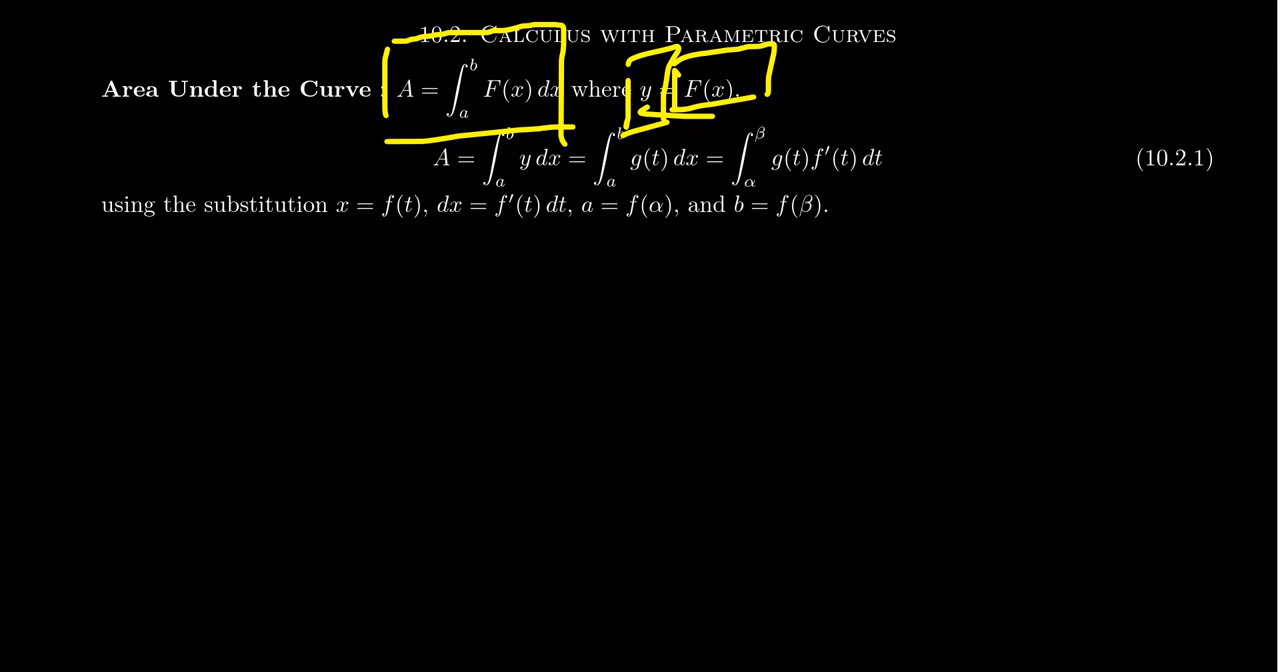 10.2. Calculus with Parametric Curves
Area Under the Curve : A = ∫_a^b F(x) dx where y = F(x).
A = ∫_a^b y dx = ∫_a^b g(t) dx = ∫_α^β g(t)f′(t) dt (10.2.1)
using the substitution x = f(t), dx = f′(t) dt, a = f(α), and b = f(β).